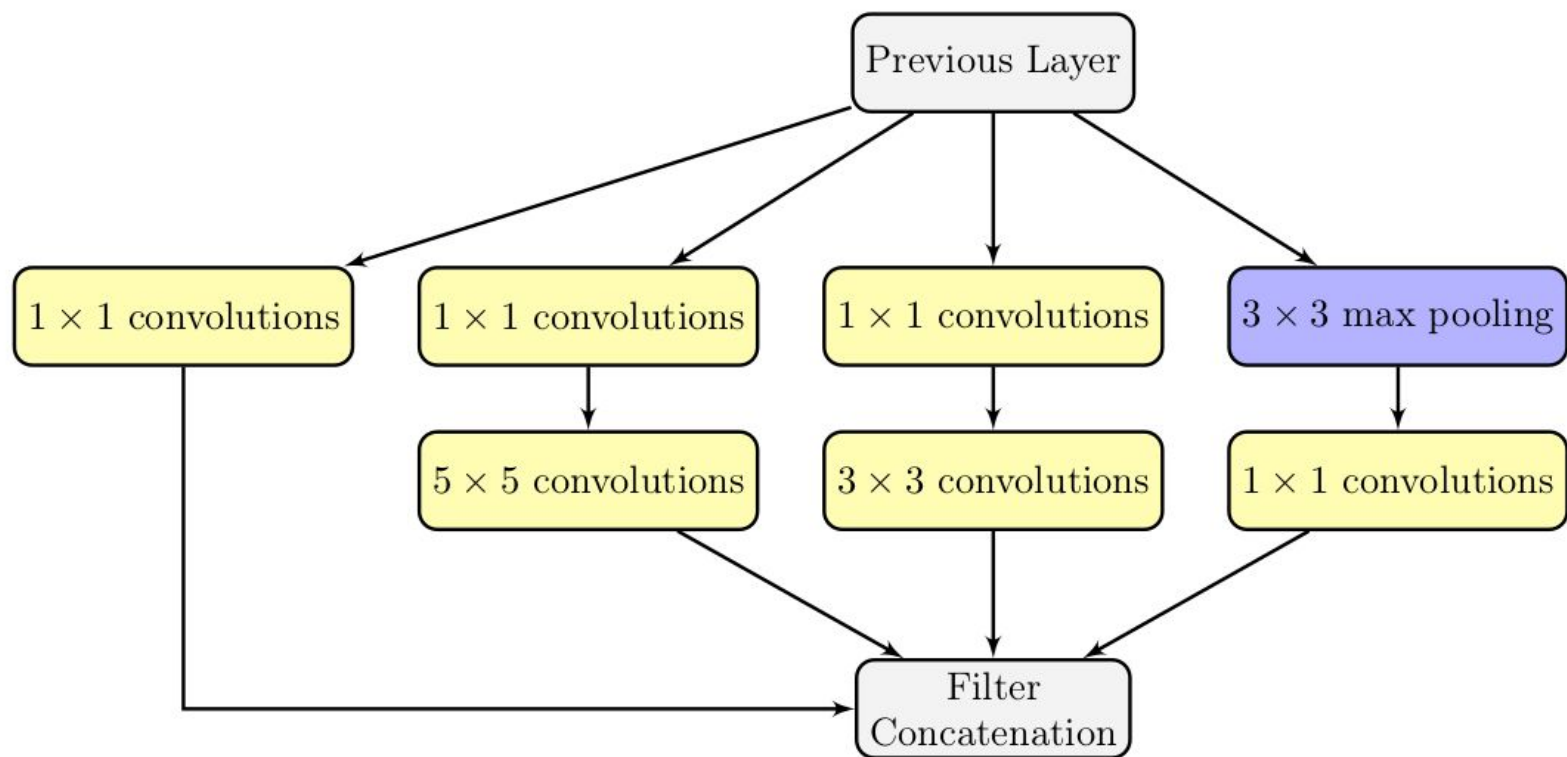 Previous Layer
1 × 1 convolutions
1 × 1 convolutions
1 × 1 convolutions
3 × 3 max pooling
5 × 5 convolutions
3 × 3 convolutions
1 × 1 convolutions
Filter
Concatenation